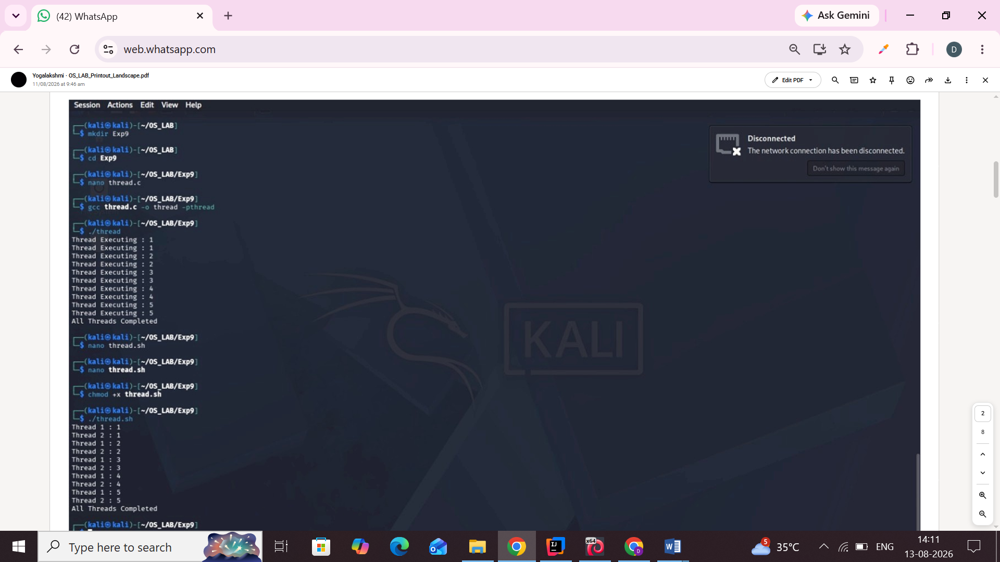 (42) WhatsApp
Ask Gemini
web.whatsapp.com
D
Yogalakshmi · OS_LAB_Printout_Landscape.pdf
11/08/2026 at 9:46 am
Edit PDF
Session Actions Edit View Help
(kali㉿kali)-[~/OS_LAB]
$ mkdir Exp9
(kali㉿kali)-[~/OS_LAB]
$ cd Exp9
(kali㉿kali)-[~/OS_LAB/Exp9]
$ nano thread.c
(kali㉿kali)-[~/OS_LAB/Exp9]
$ gcc thread.c -o thread -pthread
(kali㉿kali)-[~/OS_LAB/Exp9]
$ ./thread
Thread Executing : 1
Thread Executing : 1
Thread Executing : 2
Thread Executing : 2
Thread Executing : 3
Thread Executing : 3
Thread Executing : 4
Thread Executing : 4
Thread Executing : 5
Thread Executing : 5
All Threads Completed
(kali㉿kali)-[~/OS_LAB/Exp9]
$ nano thread.sh
(kali㉿kali)-[~/OS_LAB/Exp9]
$ nano thread.sh
(kali㉿kali)-[~/OS_LAB/Exp9]
$ chmod +x thread.sh
(kali㉿kali)-[~/OS_LAB/Exp9]
$ ./thread.sh
Thread 1 : 1
Thread 2 : 1
Thread 1 : 2
Thread 2 : 2
Thread 1 : 3
Thread 2 : 3
Thread 1 : 4
Thread 2 : 4
Thread 1 : 5
Thread 2 : 5
All Threads Completed
(kali㉿kali)-[~/OS_LAB/Exp9]
Disconnected
The network connection has been disconnected.
Don't show this message again
KALI
2
8
Type here to search
IJ
x64
D
W
5
35°C
ENG
14:11
13-08-2026